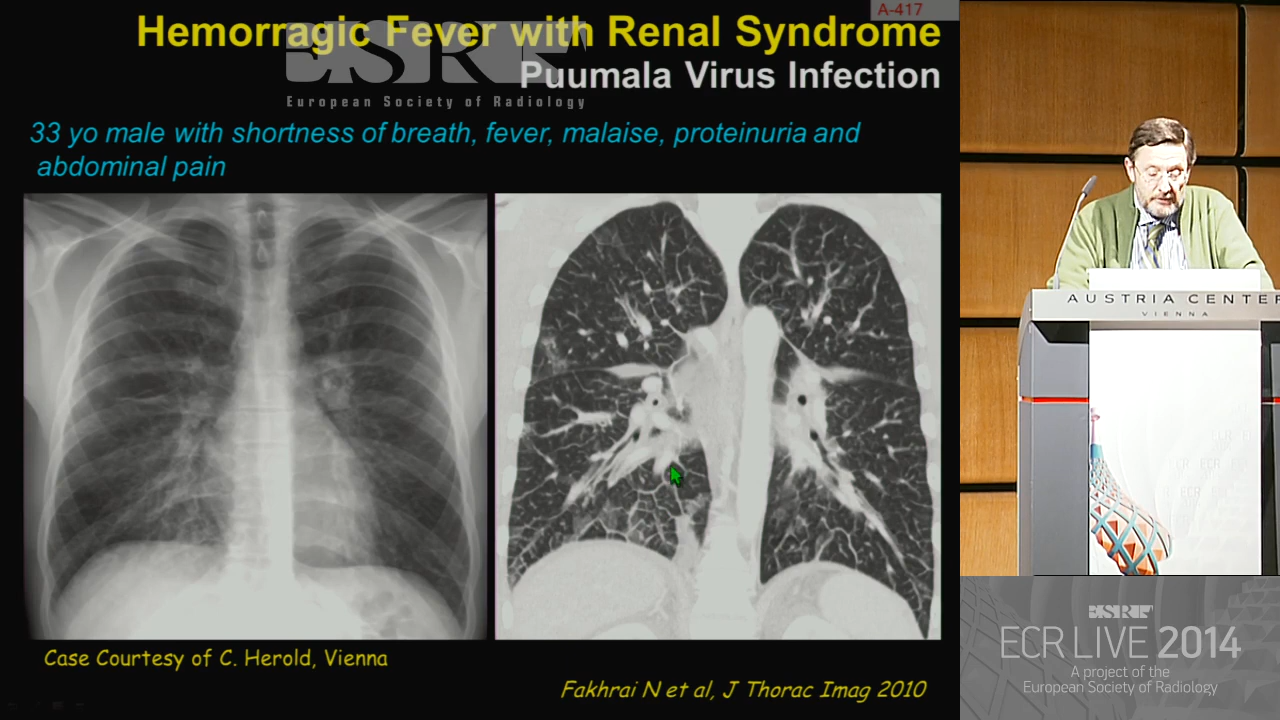 A-417
Hemorragic Fever with Renal Syndrome
ESR
European Society of Radiology
Puumala Virus Infection
33 yo male with shortness of breath, fever, malaise, proteinuria and
abdominal pain
Case Courtesy of C. Herold, Vienna
Fakhrai N et al, J Thorac Imag 2010
AUSTRIA CENTER
VIENNA
ESR
ECR LIVE 2014
A project of the
European Society of Radiology